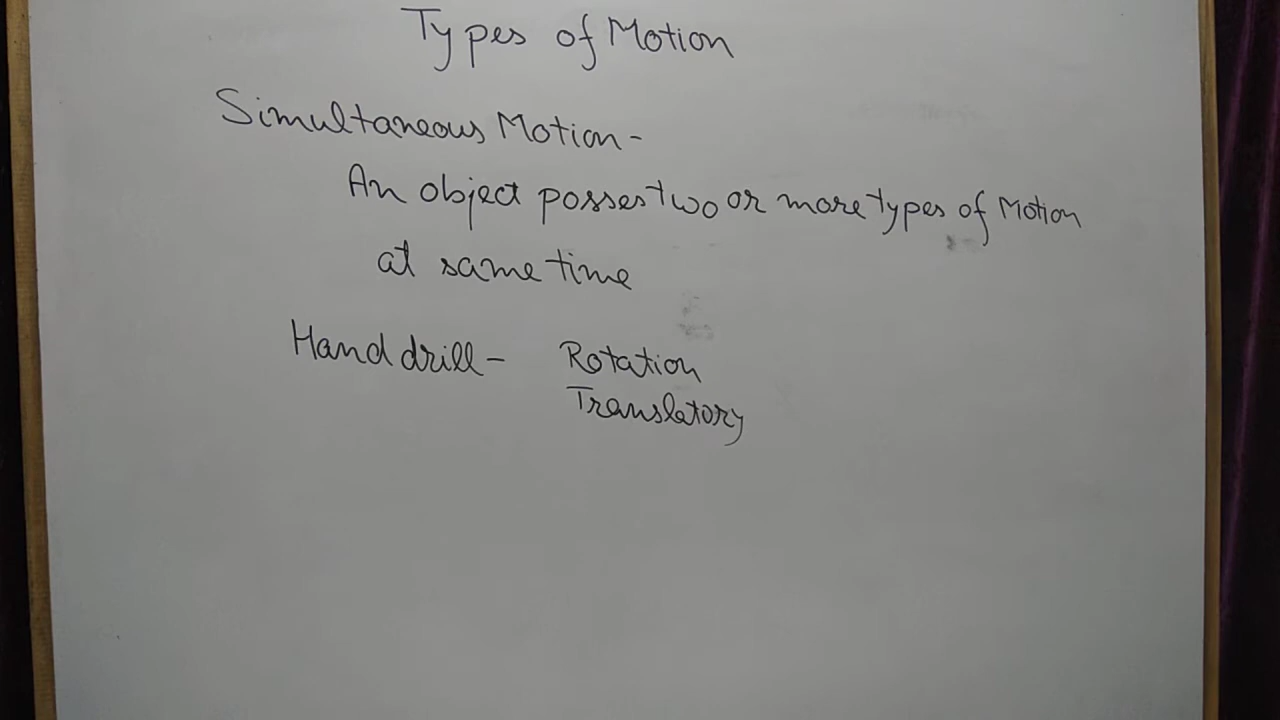 Types of Motion
Simultaneous Motion-
An object posses two or more types of Motion
at same time
Hand drill - Rotation
Translatory